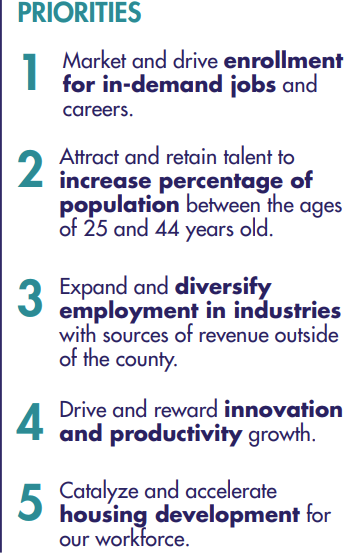 PRIORITIES
1 Market and drive enrollment
for in-demand jobs and
careers.
2 Attract and retain talent to
increase percentage of
population between the ages
of 25 and 44 years old.
3 Expand and diversify
employment in industries
with sources of revenue outside
of the county.
4 Drive and reward innovation
and productivity growth.
5 Catalyze and accelerate
housing development for
our workforce.